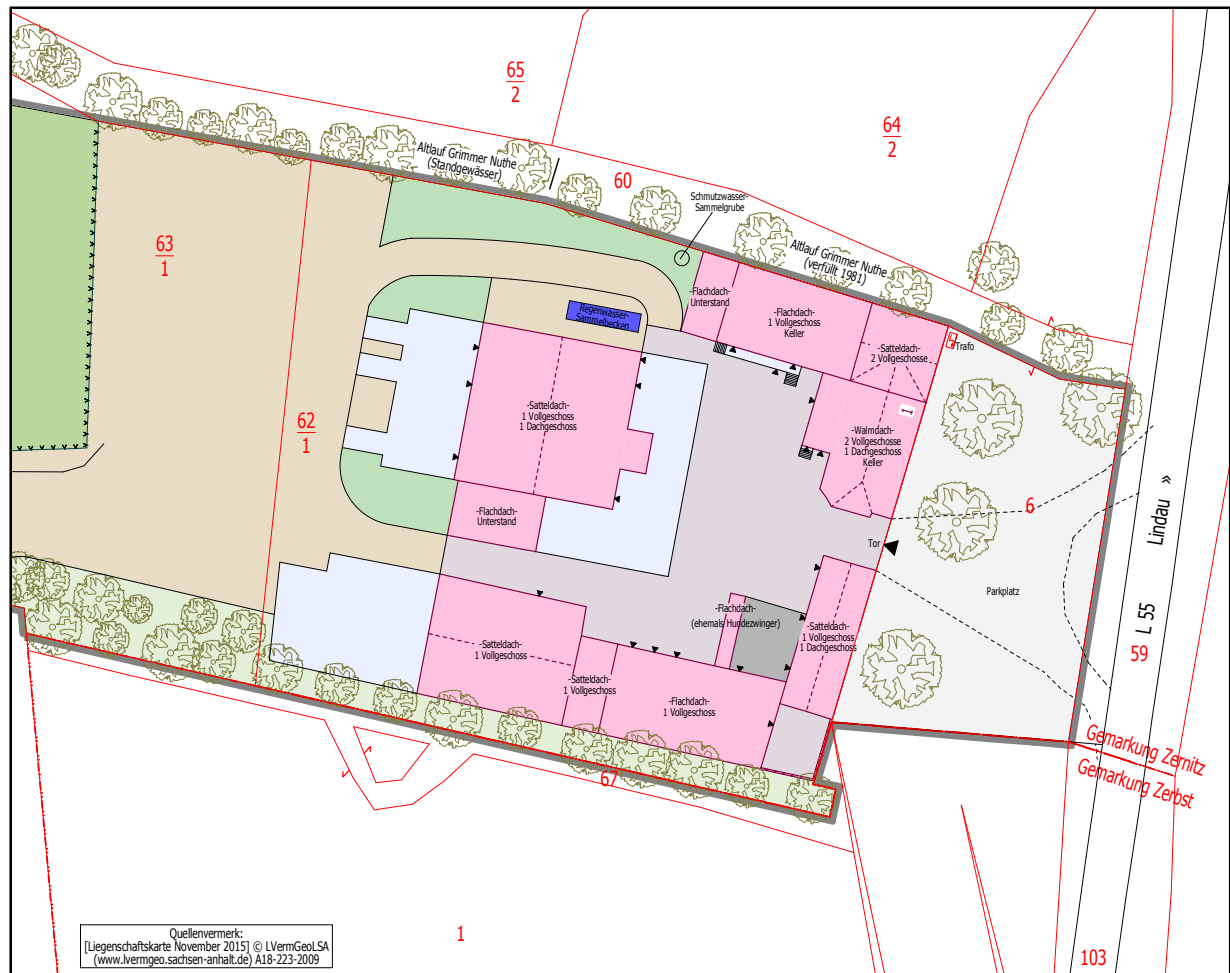 65
2
64
2
Altlauf Grimmer Nuthe
(Standgewässer)
60
Schmutzwasser-
Sammelgrube
Altlauf Grimmer Nuthe
(verfüllt 1981)
63
1
-Flachdach-
Unterstand
-Flachdach-
1 Vollgeschoss
Keller
Regenwasser-
Sammelbecken
-Satteldach-
2 Vollgeschosse
Trafo
1
62
1
-Satteldach-
1 Vollgeschoss
1 Dachgeschoss
-Walmdach-
2 Vollgeschosse
1 Dachgeschoss
Keller
6
Lindau »
-Flachdach-
Unterstand
Tor
Parkplatz
L 55
59
-Flachdach-
(ehemals Hundezwinger)
-Satteldach-
1 Vollgeschoss
1 Dachgeschoss
-Satteldach-
1 Vollgeschoss
-Satteldach-
1 Vollgeschoss
-Flachdach-
1 Vollgeschoss
Gemarkung Zernitz
Gemarkung Zerbst
67
1
103
Quellenvermerk:
[Liegenschaftskarte November 2015] © LVermGeoLSA
(www.lvermgeo.sachsen-anhalt.de) A18-223-2009